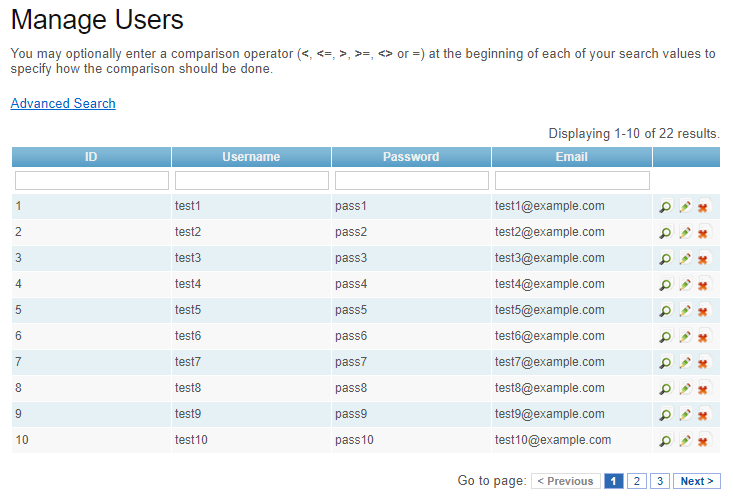 Manage Users
You may optionally enter a comparison operator (<, <=, >, >=, <> or =) at the beginning of each of your search values to
specify how the comparison should be done.
Advanced Search
Displaying 1-10 of 22 results.
ID Username Password Email
1 test1 pass1 test1@example.com
2 test2 pass2 test2@example.com
3 test3 pass3 test3@example.com
4 test4 pass4 test4@example.com
5 test5 pass5 test5@example.com
6 test6 pass6 test6@example.com
7 test7 pass7 test7@example.com
8 test8 pass8 test8@example.com
9 test9 pass9 test9@example.com
10 test10 pass10 test10@example.com
Go to page: < Previous 1 2 3 Next >